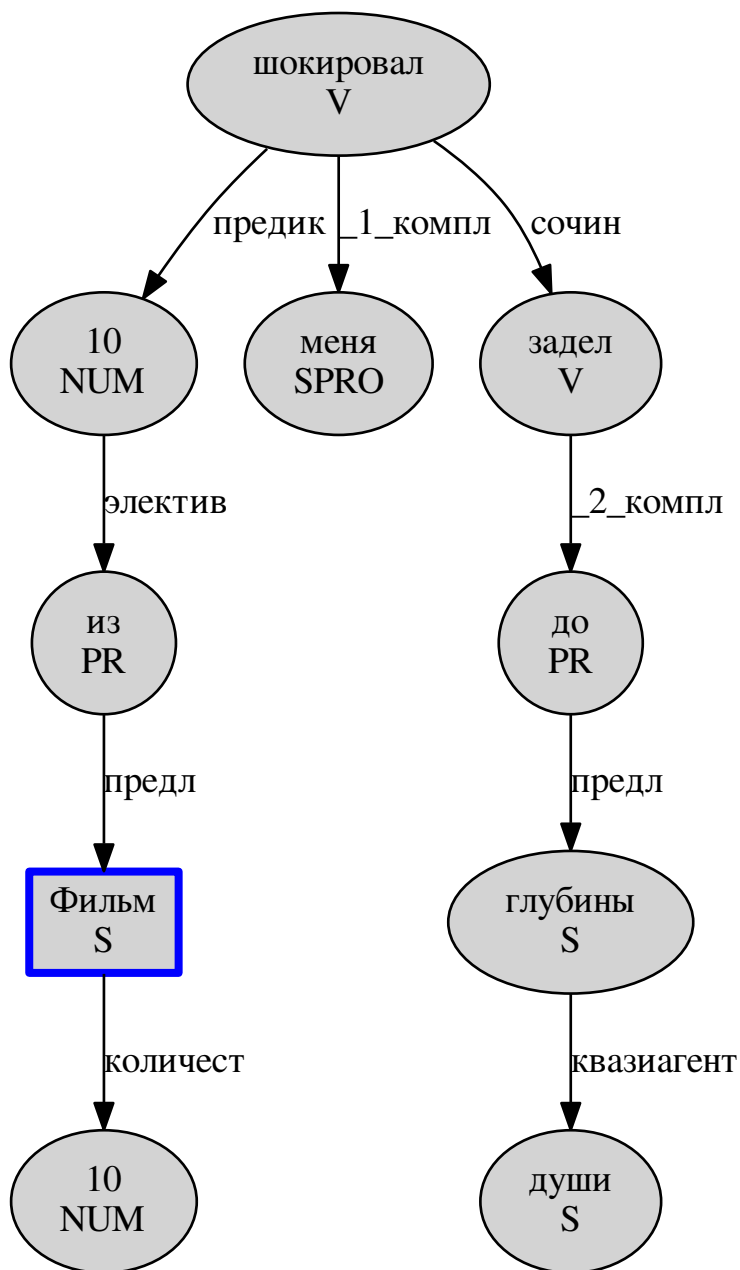 шокировал
V
предик
_1_компл
сочин
10
NUM
меня
SPRO
задел
V
электив
_2_компл
из
PR
до
PR
предл
предл
Фильм
S
глубины
S
количест
квазиагент
10
NUM
души
S